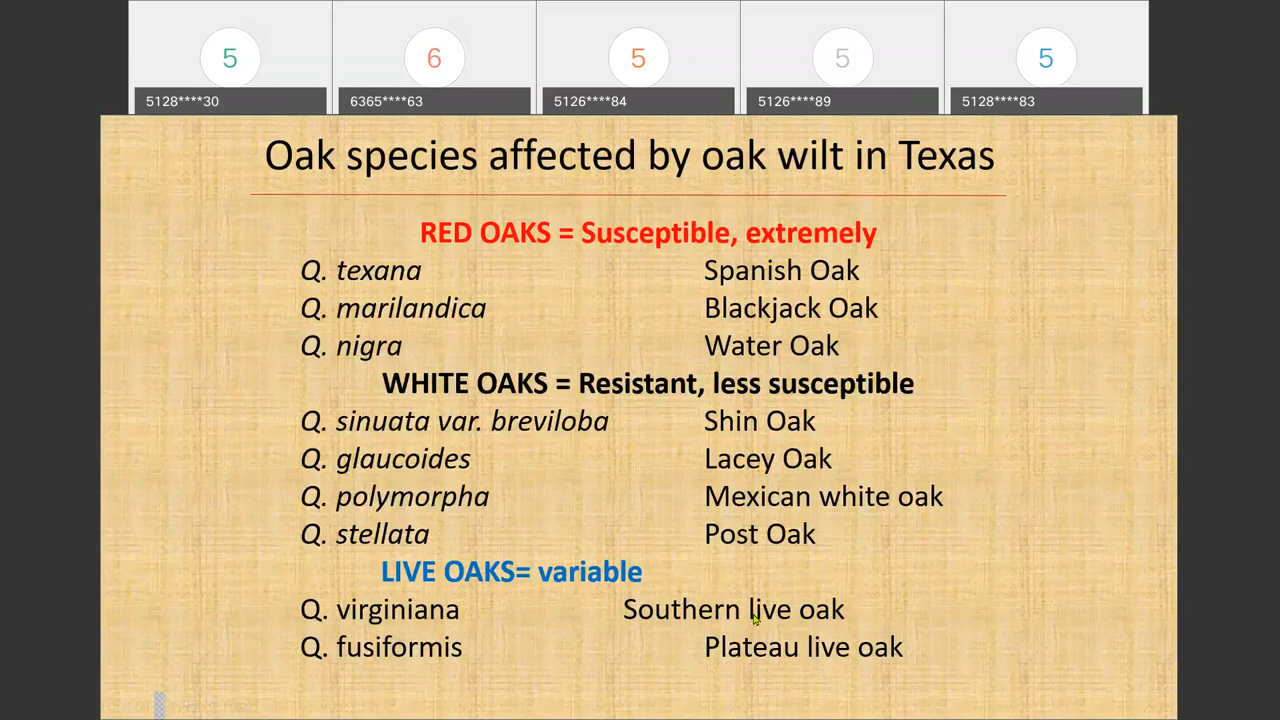 5 6 5 5 5
5128****30 6365****63 5126****84 5126****89 5128****83
Oak species affected by oak wilt in Texas
RED OAKS = Susceptible, extremely
Q. texana Spanish Oak
Q. marilandica Blackjack Oak
Q. nigra Water Oak
WHITE OAKS = Resistant, less susceptible
Q. sinuata var. breviloba Shin Oak
Q. glaucoides Lacey Oak
Q. polymorpha Mexican white oak
Q. stellata Post Oak
LIVE OAKS= variable
Q. virginiana Southern live oak
Q. fusiformis Plateau live oak